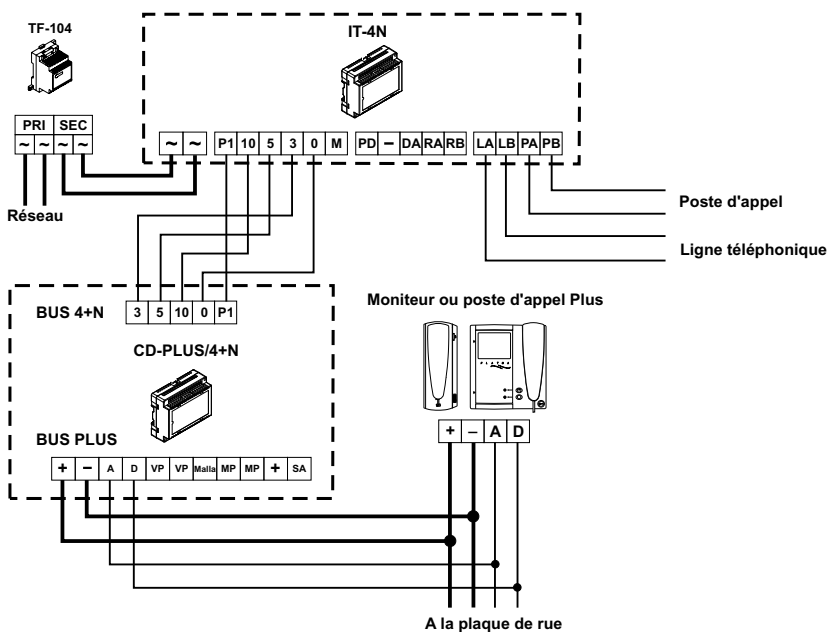 TF-104
IT-4N
PRI SEC
~ ~ ~ ~
~ ~ P1 10 5 3 0 M PD − DA RA RB LA LB PA PB
Réseau
Poste d'appel
Ligne téléphonique
BUS 4+N
3 5 10 0 P1
Moniteur ou poste d'appel Plus
CD-PLUS/4+N
BUS PLUS
+ − A D
+ − A D VP VP Malla MP MP + SA
A la plaque de rue